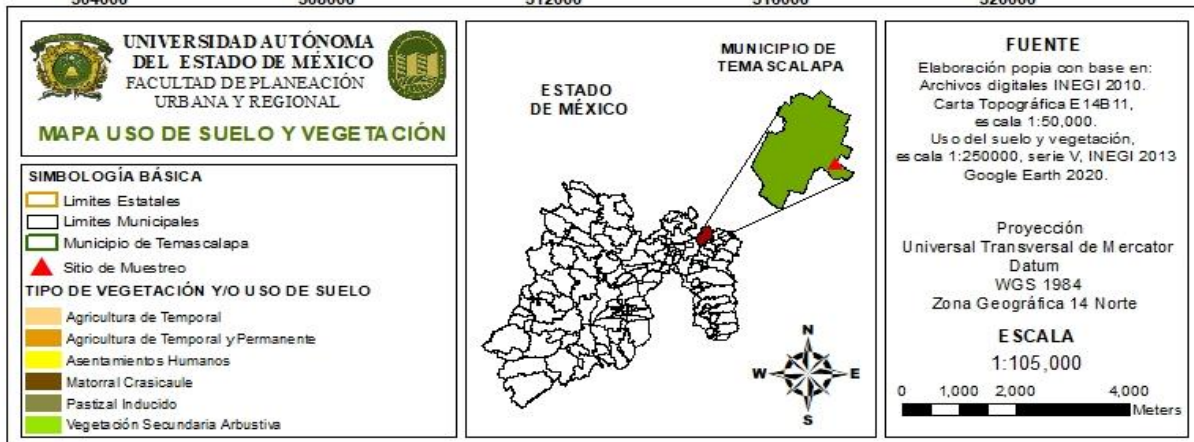 504000 508000 512000 516000 520000
UNIVERSIDAD AUTÓNOMA
DEL ESTADO DE MÉXICO
FACULTAD DE PLANEACIÓN
URBANA Y REGIONAL
MAPA USO DE SUELO Y VEGETACIÓN
SIMBOLOGÍA BÁSICA
Limites Estatales
Limites Municipales
Municipio de Temascalapa
Sitio de Muestreo
TIPO DE VEGETACIÓN Y/O USO DE SUELO
Agricultura de Temporal
Agricultura de Temporal y Permanente
Asentamientos Humanos
Matorral Crasicaule
Pastizal Inducido
Vegetación Secundaria Arbustiva
MUNICIPIO DE
TEMASCALAPA
ESTADO
DE MÉXICO
N
W E
S
FUENTE
Elaboración popia con base en:
Archivos digitales INEGI 2010.
Carta Topográfica E14B11,
escala 1:50,000.
Uso del suelo y vegetación,
escala 1:250000, serie V, INEGI 2013
Google Earth 2020.
Proyección
Universal Transversal de Mercator
Datum
WGS 1984
Zona Geográfica 14 Norte
ESCALA
1:105,000
0 1,000 2,000 4,000
Meters